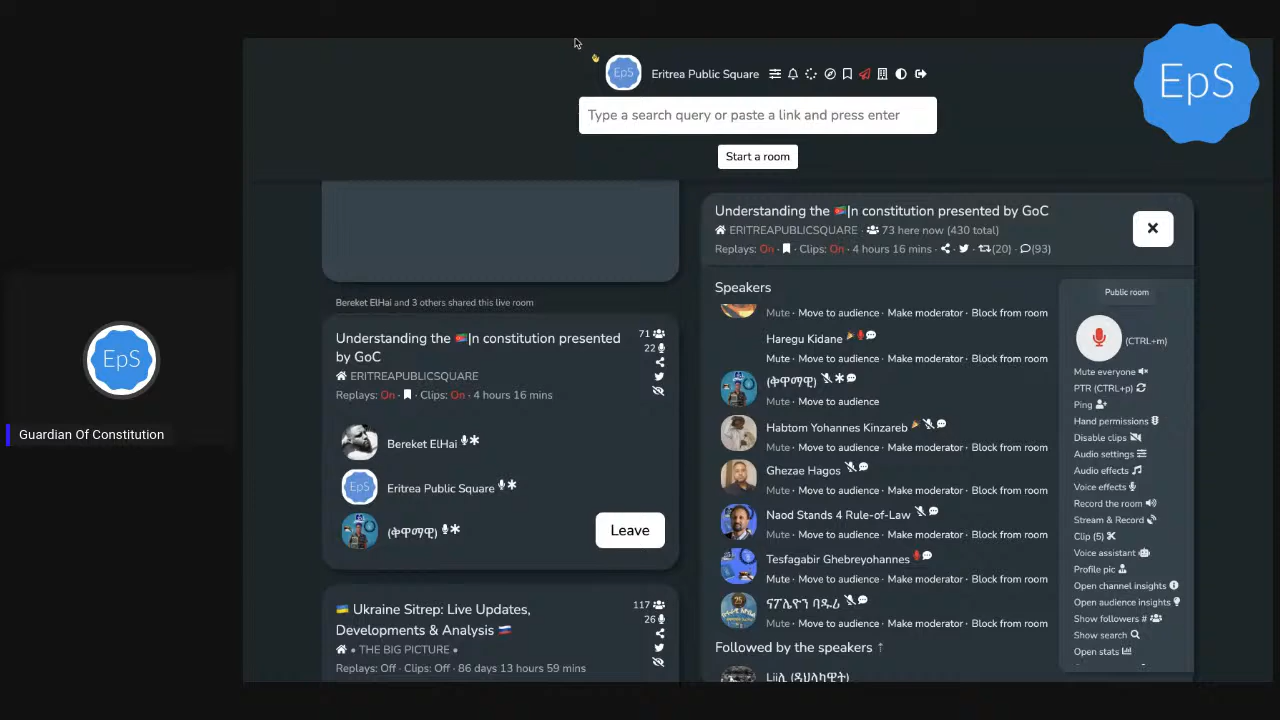 EpS
Eritrea Public Square
EpS
Type a search query or paste a link and press enter
Start a room
Guardian Of Constitution
EpS
Bereket ElHai and 3 others shared this live room
Understanding the 🇪🇷|n constitution presented
by GoC
71
22
ERITREAPUBLICSQUARE
Replays: On · Clips: On · 4 hours 16 mins
Bereket ElHai
EpS
Eritrea Public Square
(ቅዋማዊ)
Leave
🇺🇦 Ukraine Sitrep: Live Updates,
Developments & Analysis 🇷🇺
117
26
• THE BIG PICTURE •
Replays: Off · Clips: Off · 86 days 13 hours 59 mins
Understanding the 🇪🇷|n constitution presented by GoC
ERITREAPUBLICSQUARE · 73 here now (430 total)
Replays: On · Clips: On · 4 hours 16 mins · (20) · (93)
Speakers
Mute · Move to audience · Make moderator · Block from room
Haregu Kidane
Mute · Move to audience · Make moderator · Block from room
(ቅዋማዊ)
Mute · Move to audience
Habtom Yohannes Kinzareb
Mute · Move to audience · Make moderator · Block from room
Ghezae Hagos
Mute · Move to audience · Make moderator · Block from room
Naod Stands 4 Rule-of-Law
Mute · Move to audience · Make moderator · Block from room
Tesfagabir Ghebreyohannes
Mute · Move to audience · Make moderator · Block from room
ናፖሌዮን ባዱሪ
Mute · Move to audience · Make moderator · Block from room
Followed by the speakers ↑
Public room
(CTRL+m)
Mute everyone
PTR (CTRL+p)
Ping
Hand permissions
Disable clips
Audio settings
Audio effects
Voice effects
Record the room
Stream & Record
Clip (5)
Voice assistant
Profile pic
Open channel insights
Open audience insights
Show followers #
Show search
Open stats